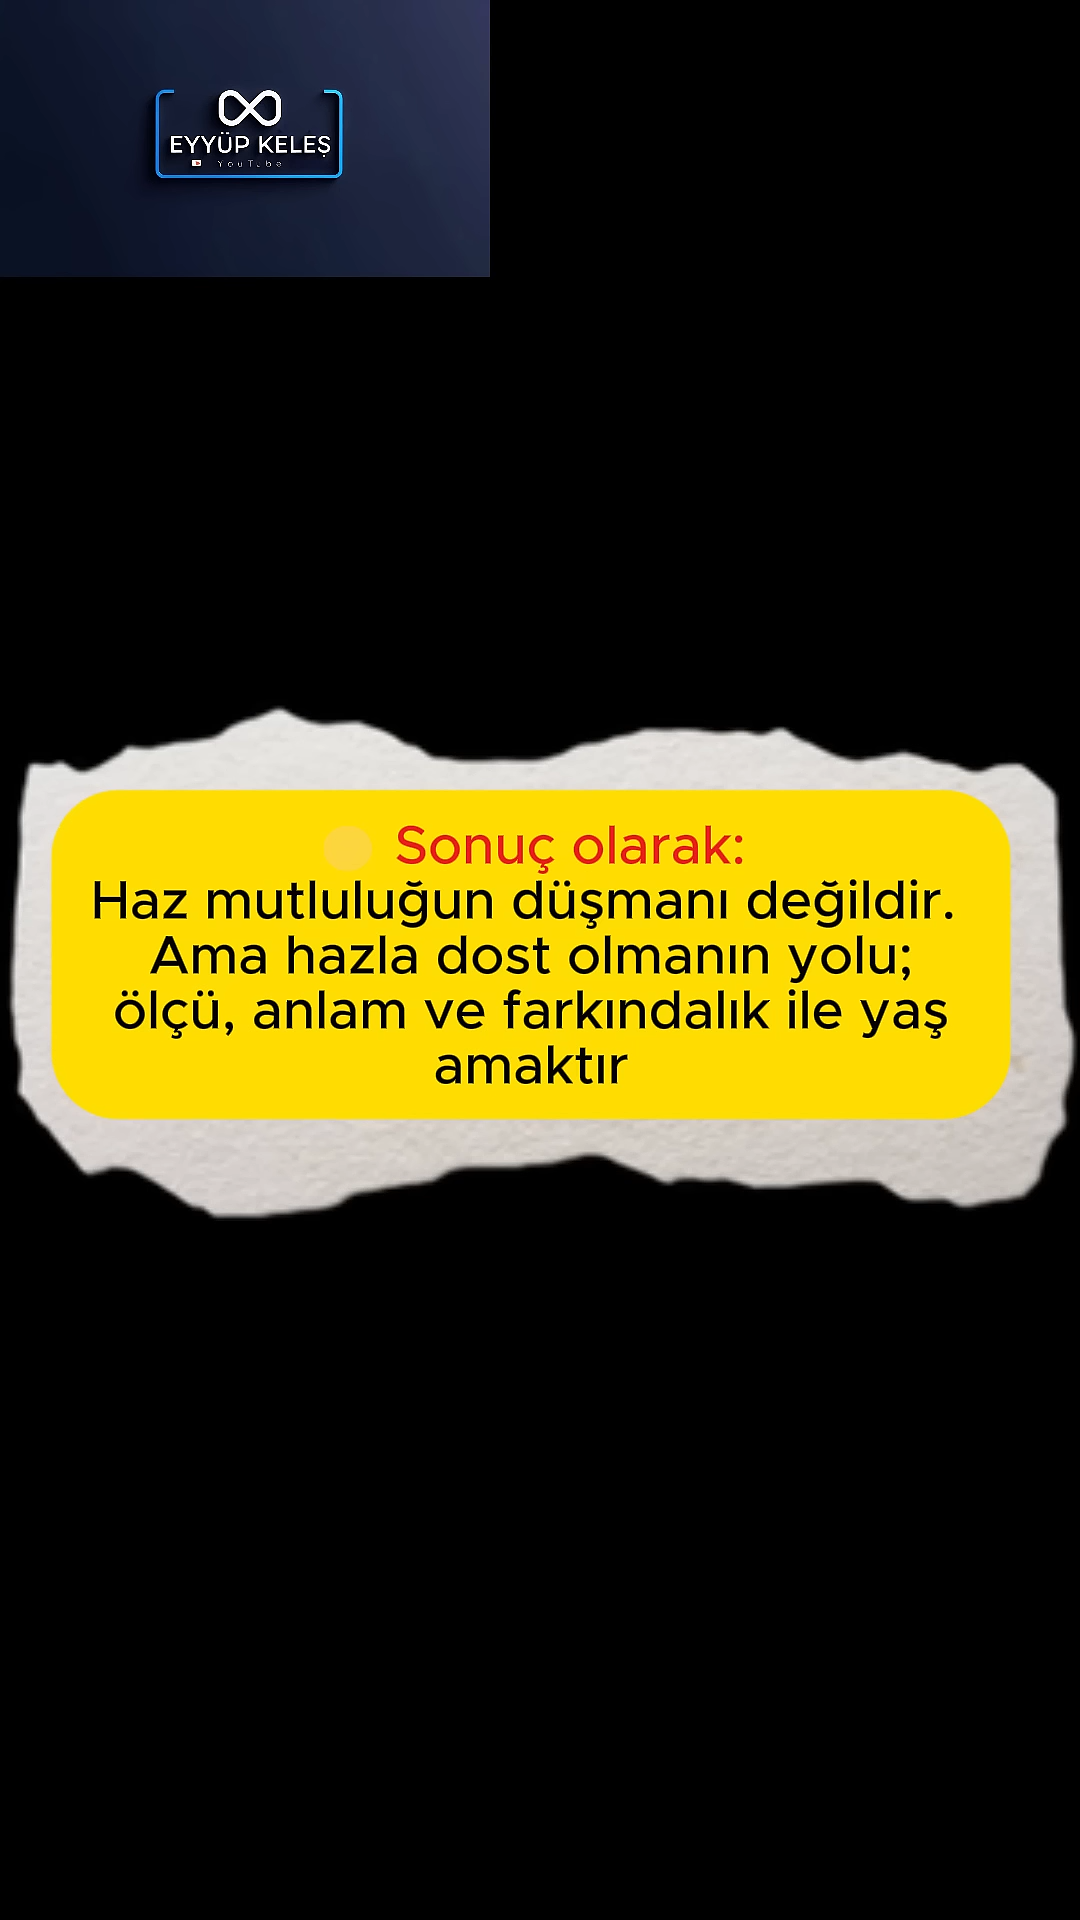 EYYÜP KELEŞ
YouTube
Sonuç olarak:
Haz mutluluğun düşmanı değildir.
Ama hazla dost olmanın yolu;
ölçü, anlam ve farkındalık ile yaş
amaktır